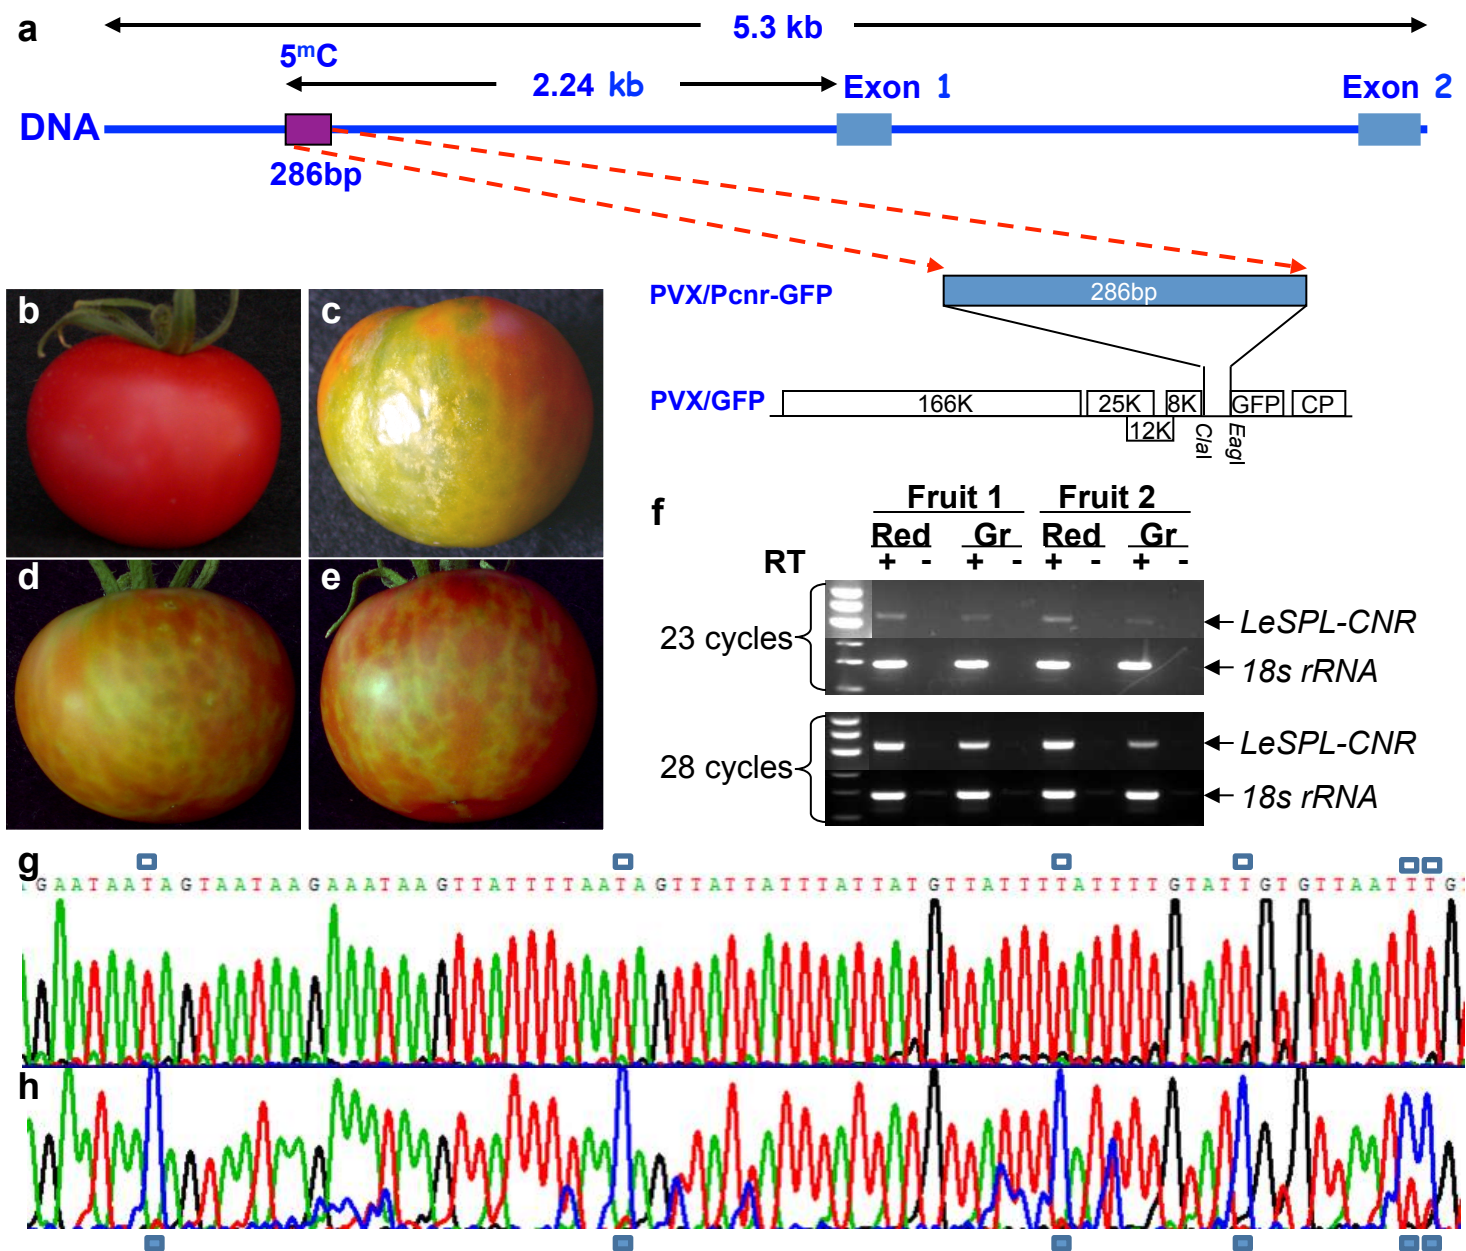 a
5.3 kb
5mC
2.24 kb
Exon 1
Exon 2
DNA
286bp
b
c
d
e
PVX/Pcnr-GFP
286bp
PVX/GFP
166K
25K
8K
GFP
CP
12K
ClaI
EagI
f
Fruit 1
Fruit 2
Red
Gr
Red
Gr
RT
+ - + - + - + -
23 cycles
LeSPL-CNR
18s rRNA
28 cycles
LeSPL-CNR
18s rRNA
g
GAATAATAGTAATAAGAAATAAGTTATTTTAATAGTTATTATTTATTATGTTATTTTATTTTGTATTGTGTTAATTTG
h